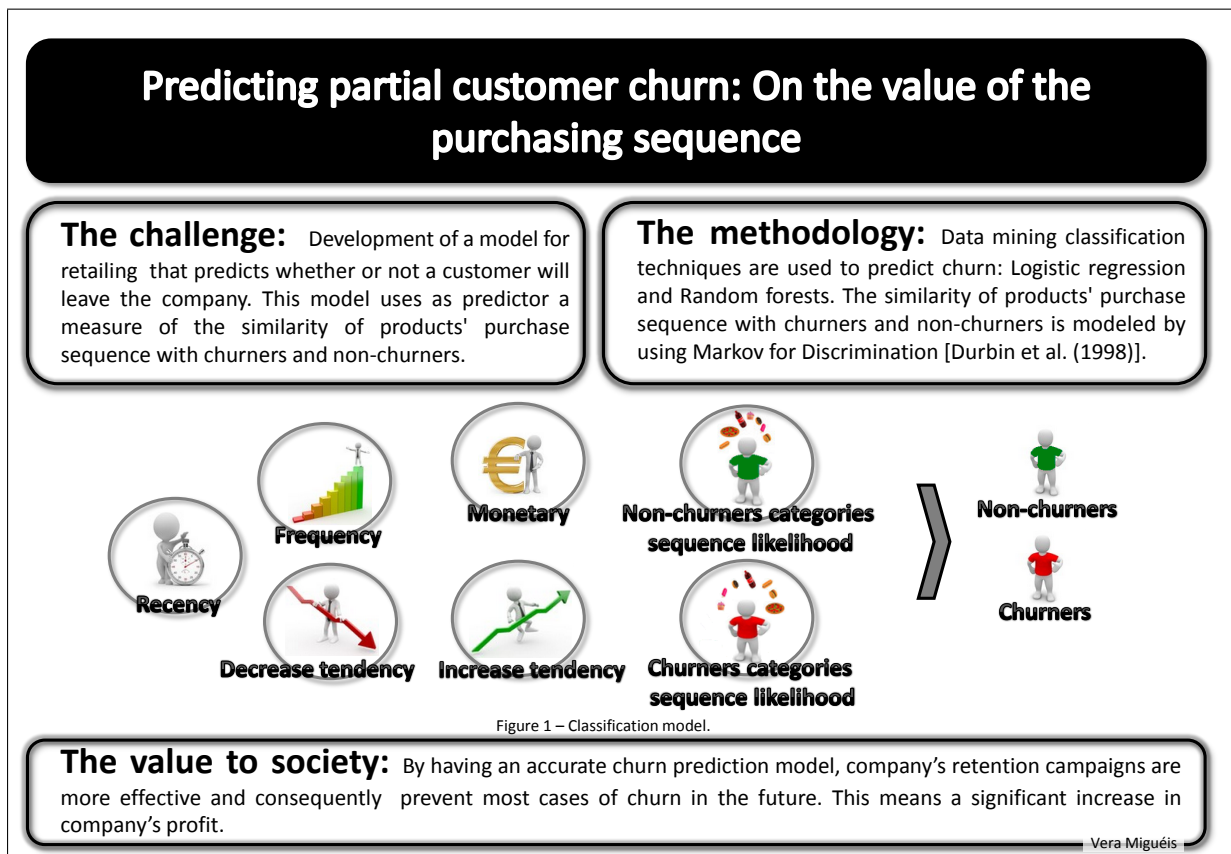 Predicting partial customer churn: On the value of the
purchasing sequence
The challenge: Development of a model for
retailing that predicts whether or not a customer will
leave the company. This model uses as predictor a
measure of the similarity of products' purchase
sequence with churners and non-churners.
The methodology: Data mining classification
techniques are used to predict churn: Logistic regression
and Random forests. The similarity of products' purchase
sequence with churners and non-churners is modeled by
using Markov for Discrimination [Durbin et al. (1998)].
Recency
Frequency
Monetary
Non-churners categories
sequence likelihood
Decrease tendency
Increase tendency
Churners categories
sequence likelihood
Non-churners
Churners
Figure 1 – Classification model.
The value to society: By having an accurate churn prediction model, company’s retention campaigns are
more effective and consequently prevent most cases of churn in the future. This means a significant increase in
company’s profit.
Vera Miguéis